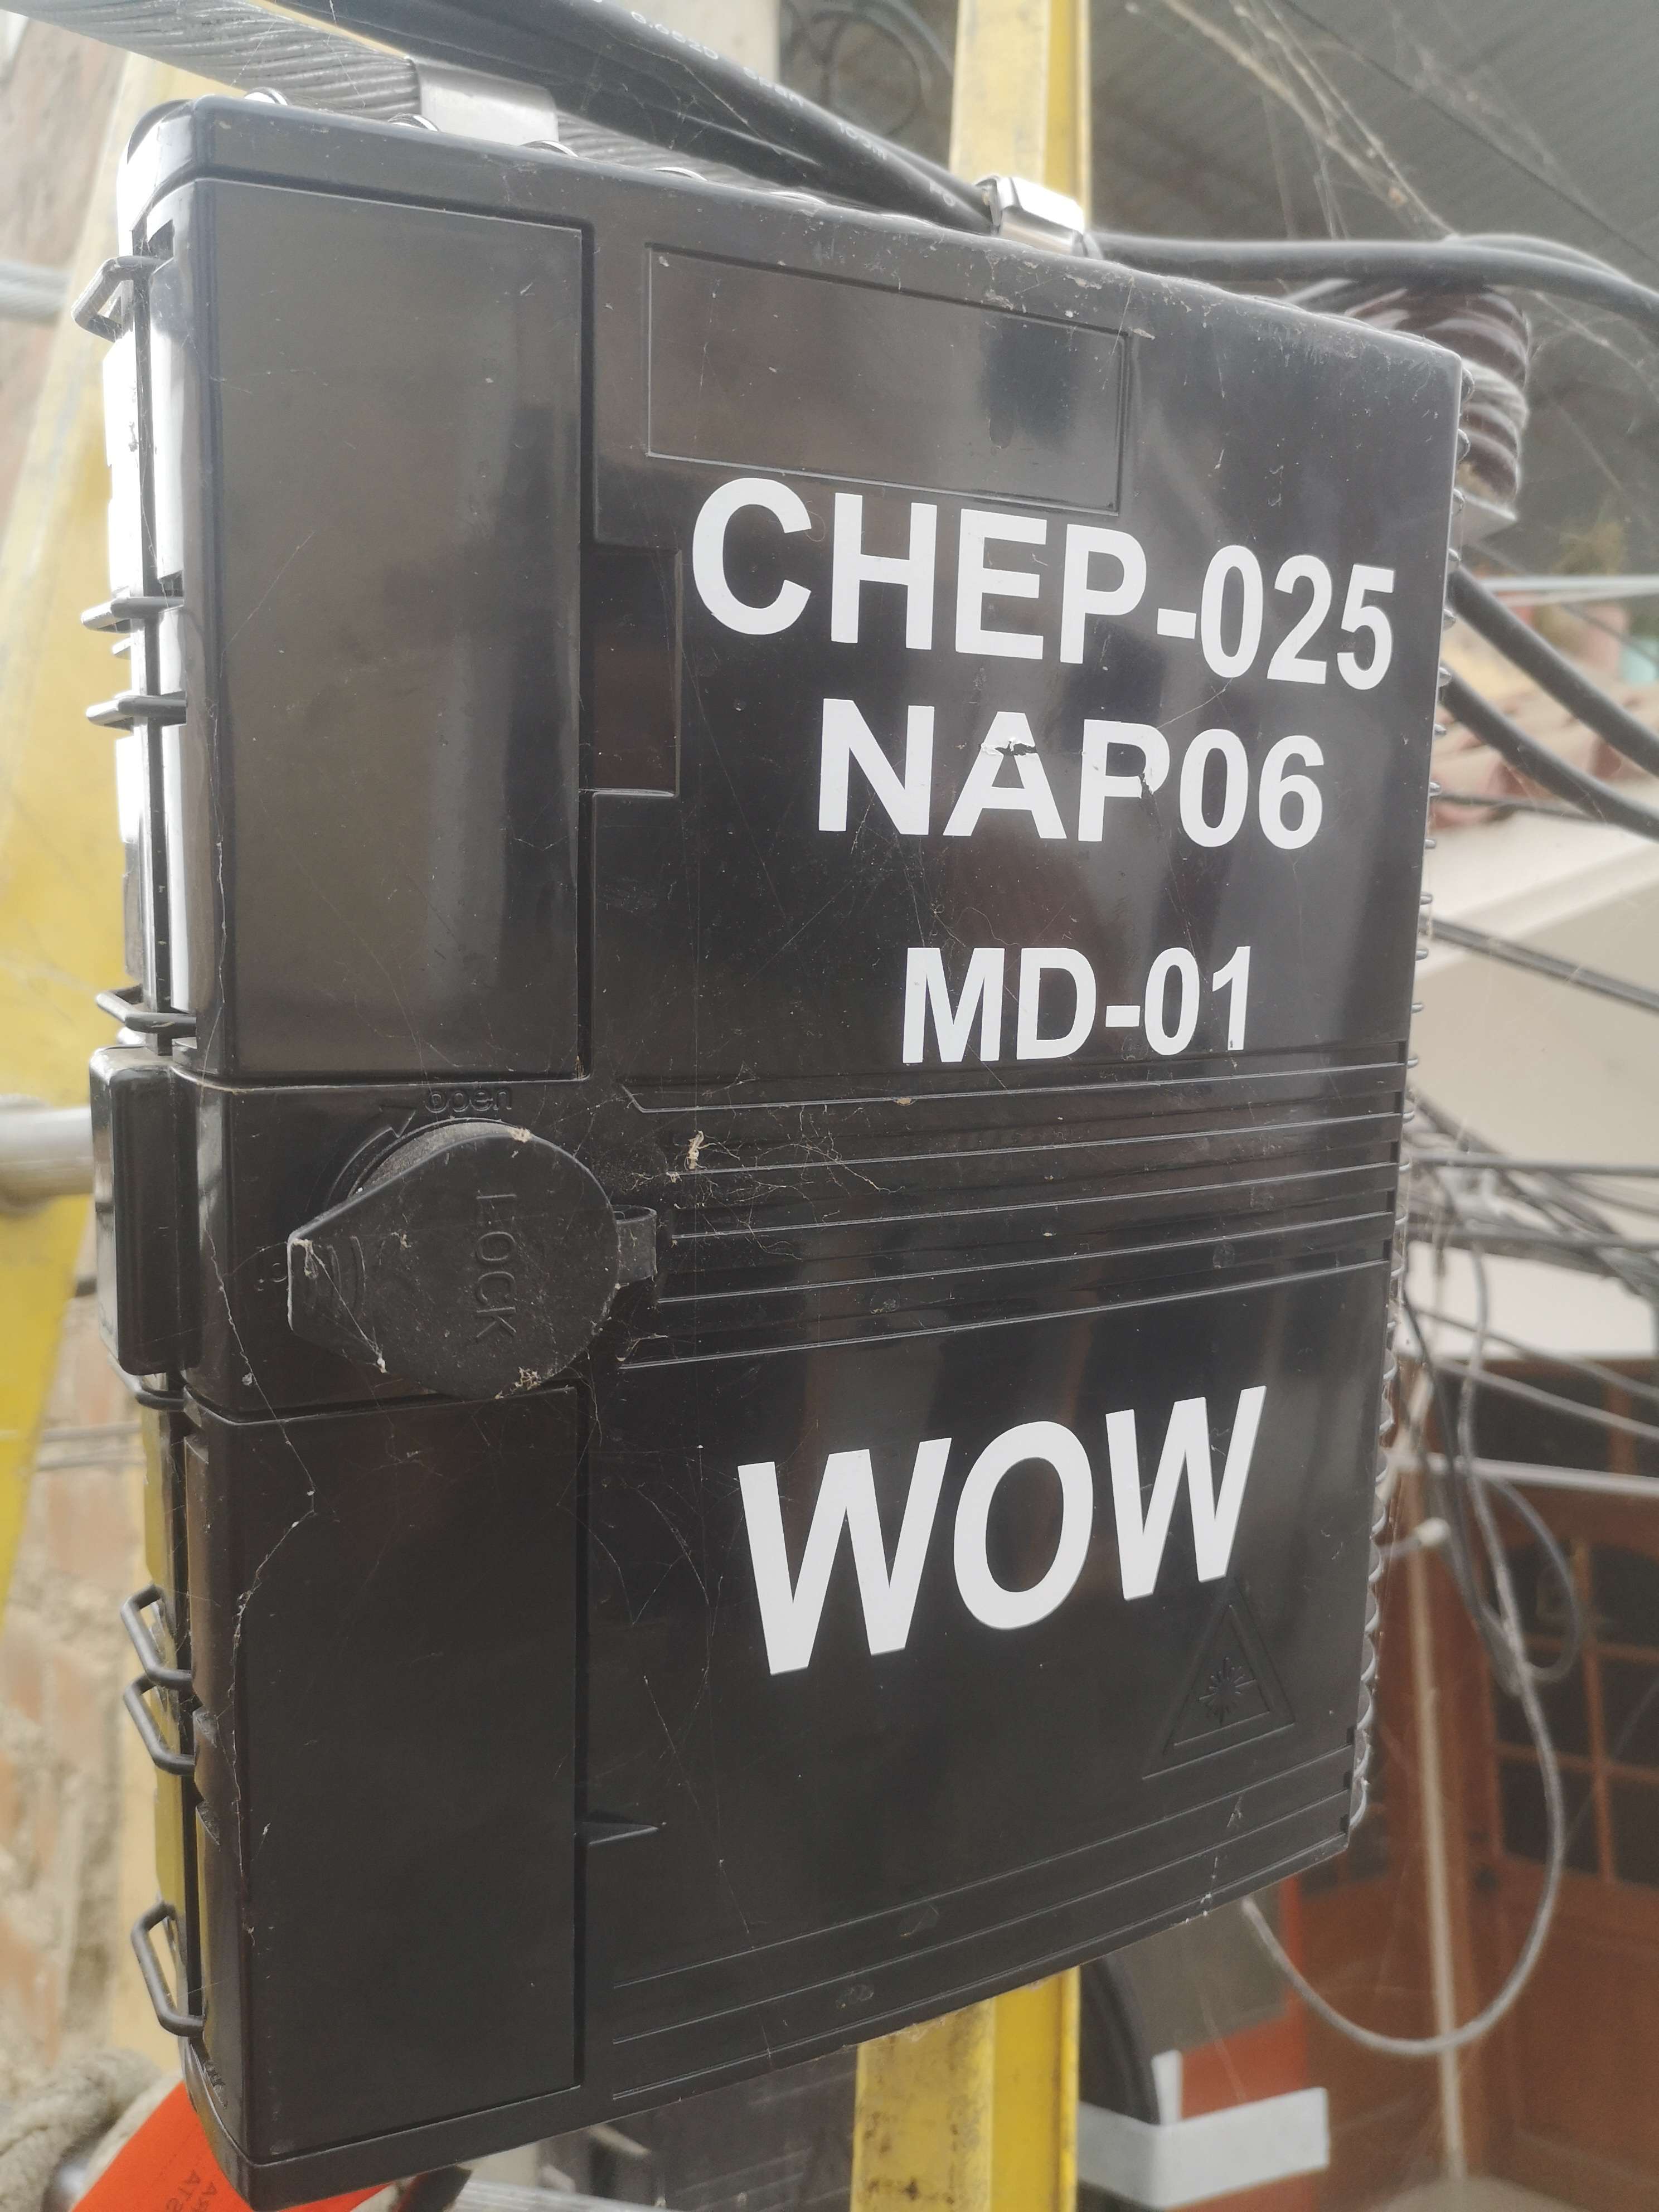 CHEP-025
NAP06
MD-01
open
LOCK
WOW